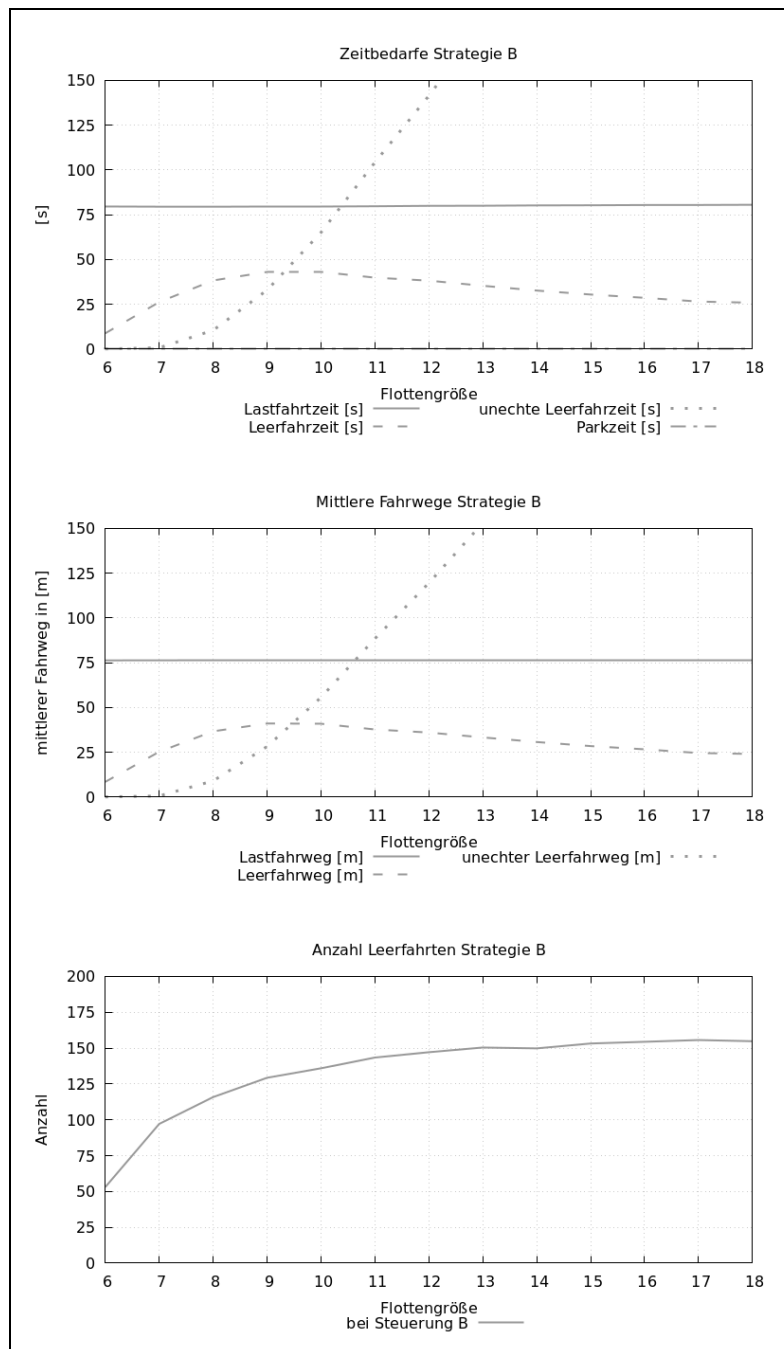 Zeitbedarfe Strategie B
150
125
100
75
50
25
0
[s]
6 7 8 9 10 11 12 13 14 15 16 17 18
Flottengröße
Lastfahrtzeit [s] unechte Leerfahrzeit [s]
Leerfahrzeit [s] Parkzeit [s]
Mittlere Fahrwege Strategie B
150
125
100
75
50
25
0
mittlerer Fahrweg in [m]
6 7 8 9 10 11 12 13 14 15 16 17 18
Flottengröße
Lastfahrweg [m] unechter Leerfahrweg [m]
Leerfahrweg [m]
Anzahl Leerfahrten Strategie B
200
175
150
125
100
75
50
25
0
Anzahl
6 7 8 9 10 11 12 13 14 15 16 17 18
Flottengröße
bei Steuerung B